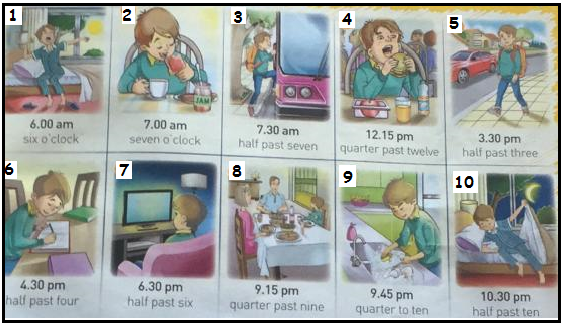 1
2
3
4
5
JAM
6.00 am
7.00 am
7.30 am
12.15 pm
3.30 pm
six o'clock
seven o'clock
half past seven
quarter past twelve
half past three
6
7
8
9
10
4.30 pm
6.30 pm
9.15 pm
9.45 pm
10.30 pm
half past four
half past six
quarter past nine
quarter to ten
half past ten